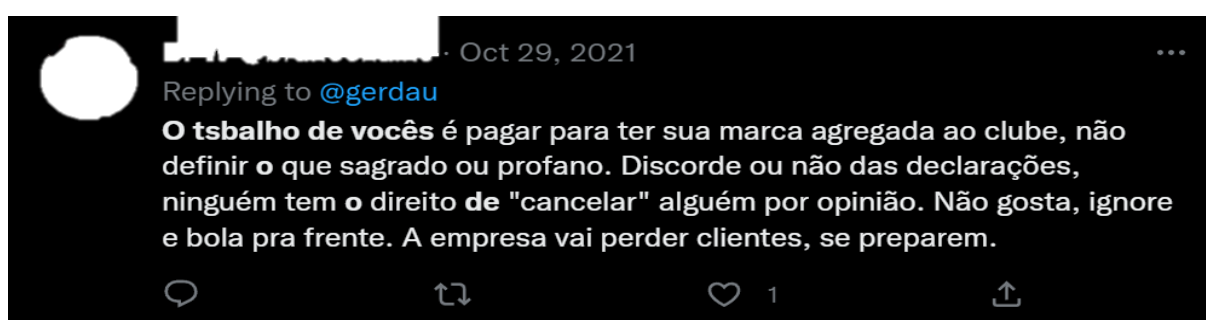 · Oct 29, 2021
Replying to @gerdau
O tsbalho de vocês é pagar para ter sua marca agregada ao clube, não
definir o que sagrado ou profano. Discorde ou não das declarações,
ninguém tem o direito de "cancelar" alguém por opinião. Não gosta, ignore
e bola pra frente. A empresa vai perder clientes, se preparem.
1